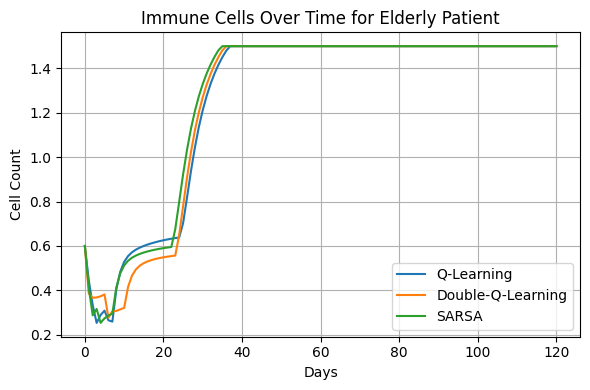 Immune Cells Over Time for Elderly Patient
Cell Count
1.4
1.2
1.0
0.8
0.6
0.4
0.2
Q-Learning
Double-Q-Learning
SARSA
0 20 40 60 80 100 120
Days